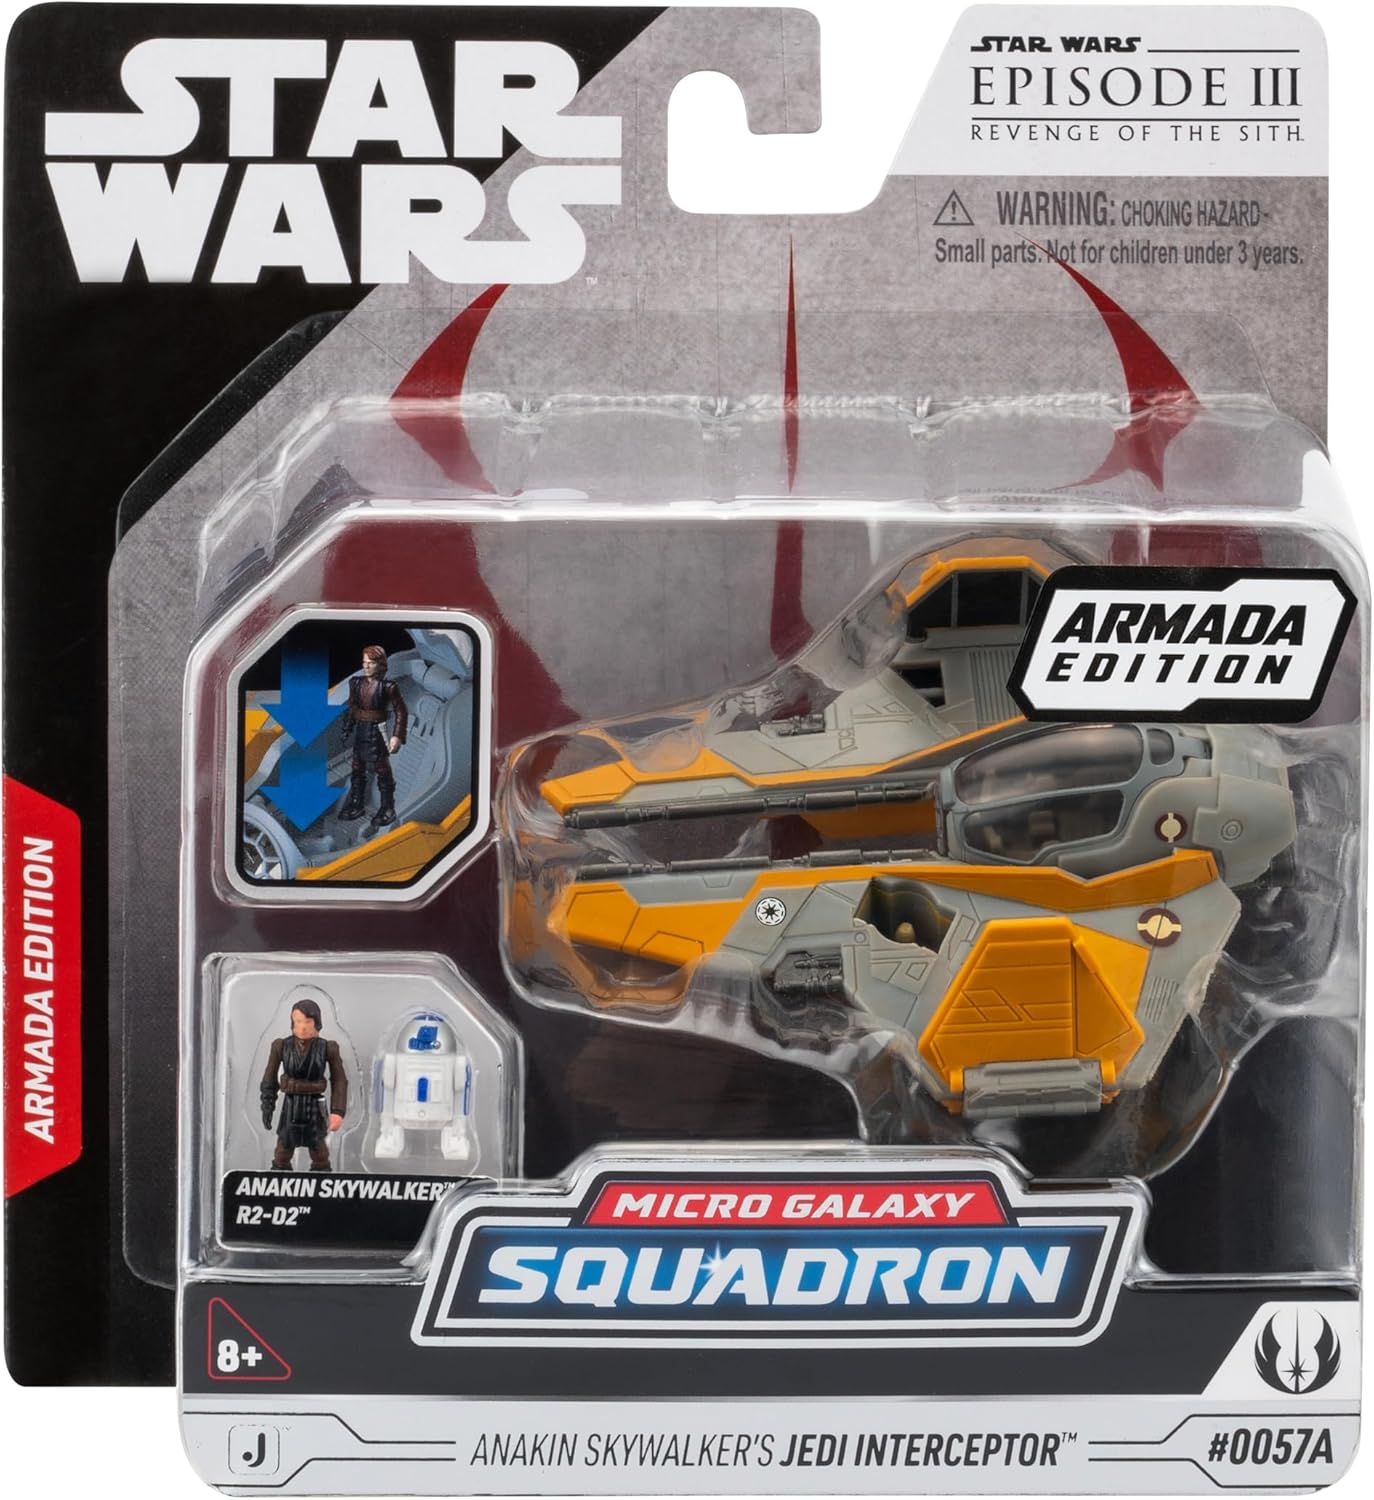 STAR
WARS™
STAR WARS
EPISODE III
REVENGE OF THE SITH
WARNING: CHOKING HAZARD-
Small parts. Not for children under 3 years.
ARMADA
EDITION
ARMADA EDITION
ANAKIN SKYWALKER™
R2-D2™
MICRO GALAXY
SQUADRON
8+
J
ANAKIN SKYWALKER'S JEDI INTERCEPTOR™
#0057A